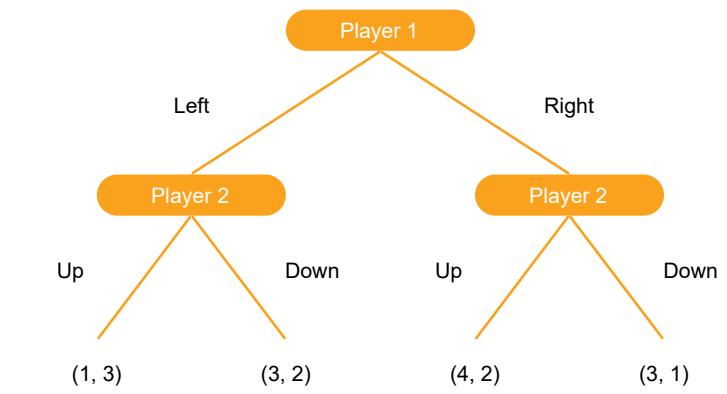 Player 1
Left
Right
Player 2
Player 2
Up
Down
Up
Down
(1, 3)
(3, 2)
(4, 2)
(3, 1)